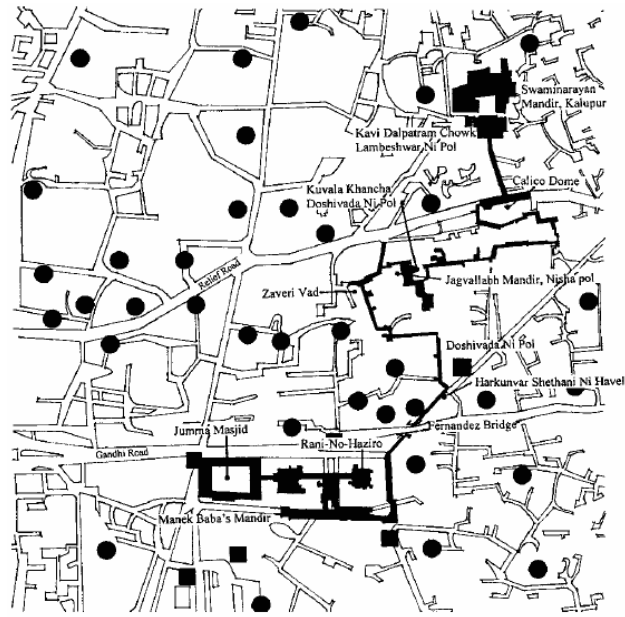 Swaminarayan
Mandir, Kalupur
Kavi Dalpatram Chowk
Lambeshwar Ni Pol
Kuvala Khancha
Doshivada Ni Pol
Calico Dome
Relief Road
Zaveri Vad
Jagvallabh Mandir, Nisha pol
Doshivada Ni Pol
Harkunvar Shethani Ni Havel
Fernandez Bridge
Jumma Masjid
Rani-No-Haziro
Gandhi Road
Manek Baba's Mandir